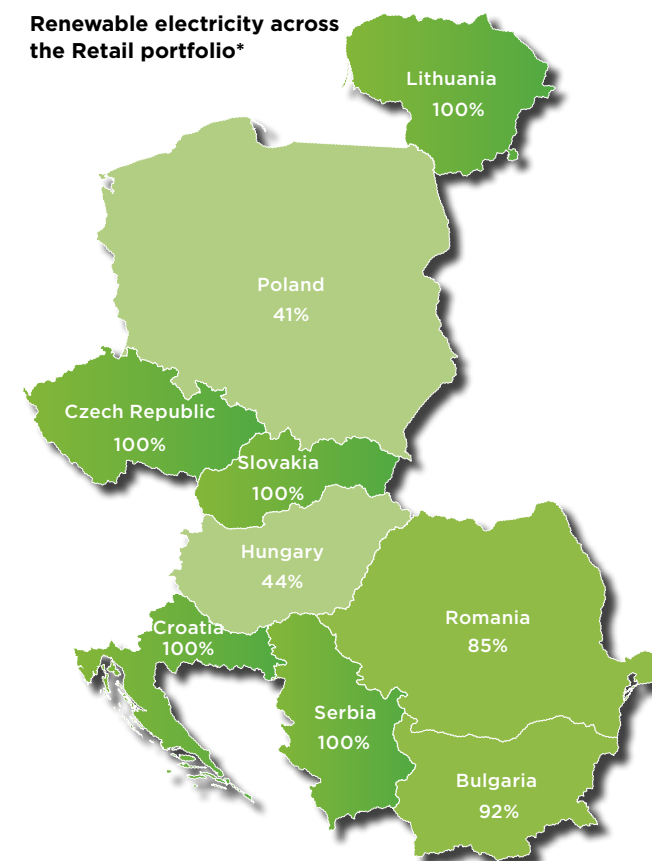 Renewable electricity across
the Retail portfolio*
Lithuania
100%
Poland
41%
Czech Republic
100%
Slovakia
100%
Hungary
44%
Croatia
100%
Romania
85%
Serbia
100%
Bulgaria
92%